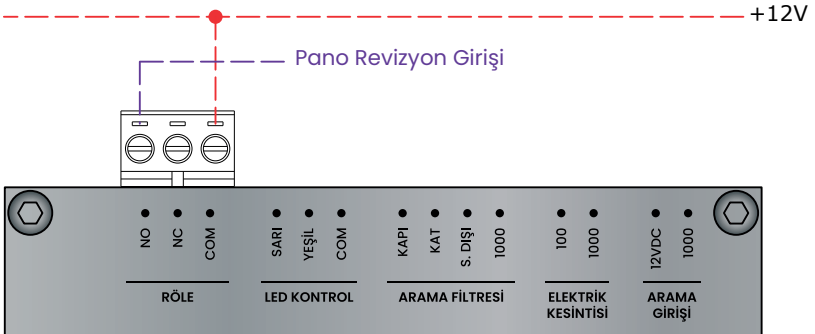 +12V
Pano Revizyon Girişi
NO NC COM SARI YEŞİL COM KAPI KAT S. DIŞI 1000 100 1000 12VDC 1000
RÖLE LED KONTROL ARAMA FİLTRESİ ELEKTRİK KESİNTİSİ ARAMA GİRİŞİ